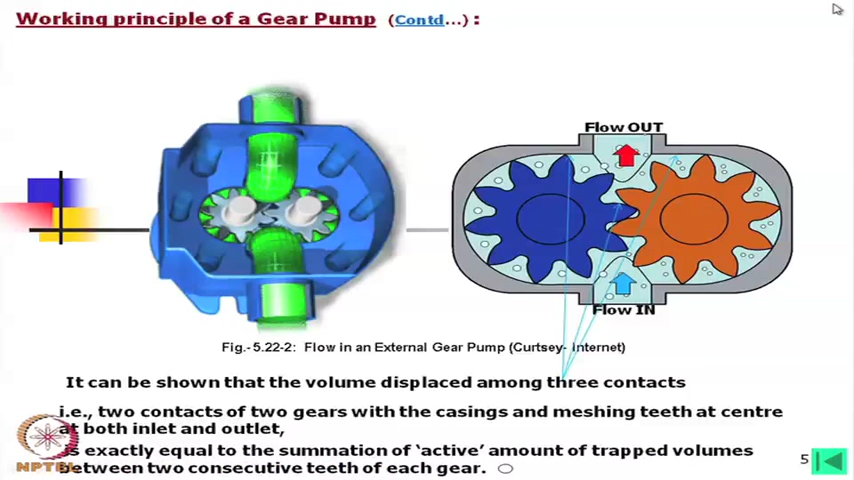 Working principle of a Gear Pump (Contd...) :
Flow OUT
Flow IN
Fig.- 5.22-2: Flow in an External Gear Pump (Curtsey- Internet)
It can be shown that the volume displaced among three contacts
i.e., two contacts of two gears with the casings and meshing teeth at centre
at both inlet and outlet,
is exactly equal to the summation of ‘active’ amount of trapped volumes
between two consecutive teeth of each gear.
5
NPTEL